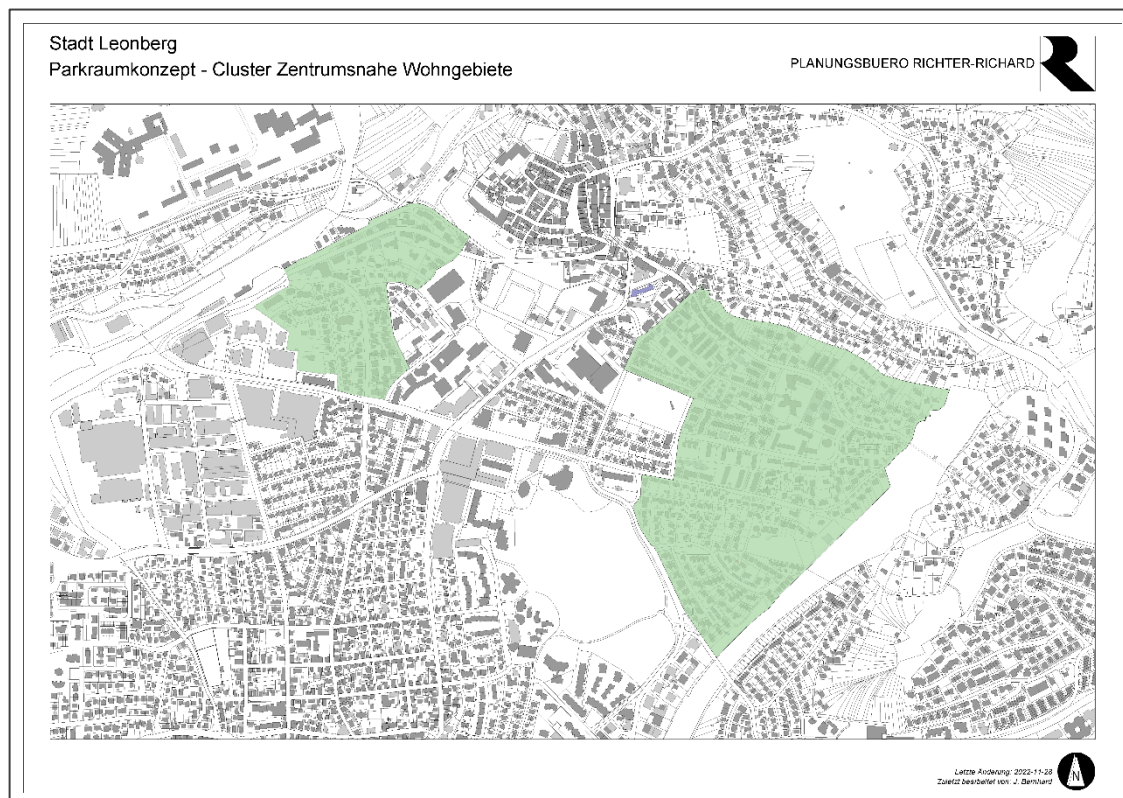 Stadt Leonberg
Parkraumkonzept - Cluster Zentrumsnahe Wohngebiete
PLANUNGSBUERO RICHTER-RICHARD
Letzte Änderung: 2022-11-28
Zuletzt bearbeitet von: J. Bernhard
N